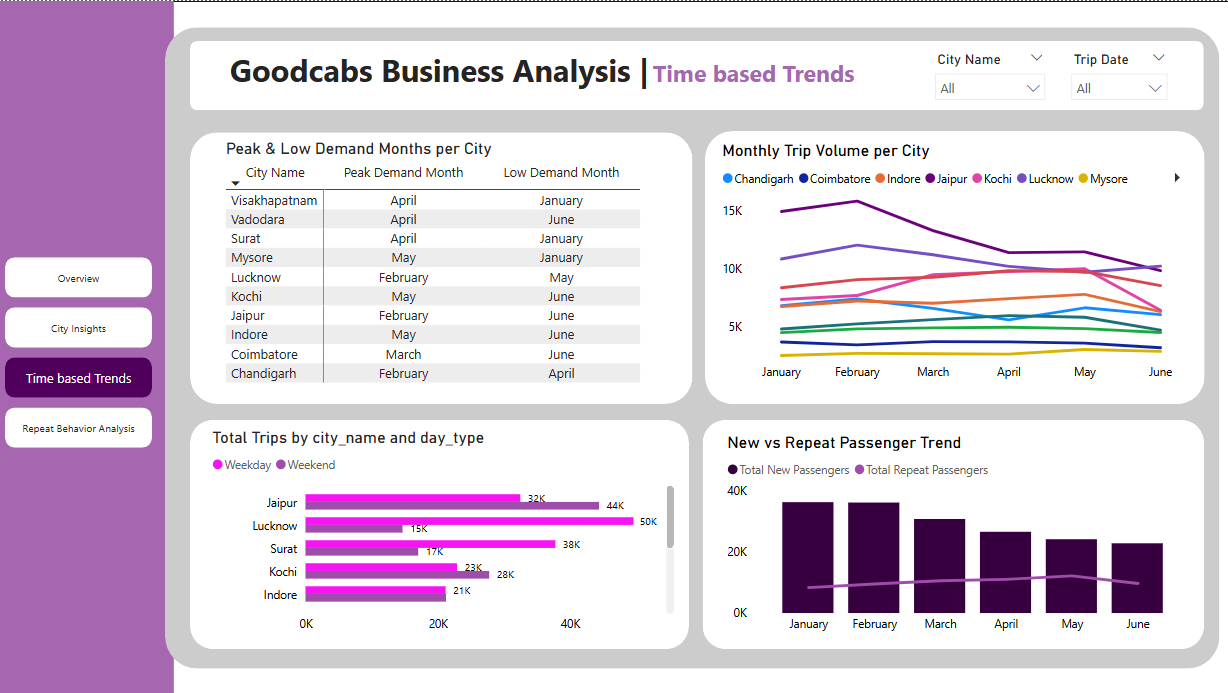 Goodcabs Business Analysis | Time based Trends
City Name
All
Trip Date
All
Overview
City Insights
Time based Trends
Repeat Behavior Analysis
Peak & Low Demand Months per City
City Name Peak Demand Month Low Demand Month
Visakhapatnam April January
Vadodara April June
Surat April January
Mysore May January
Lucknow February May
Kochi May June
Jaipur February June
Indore May June
Coimbatore March June
Chandigarh February April
Monthly Trip Volume per City
Chandigarh Coimbatore Indore Jaipur Kochi Lucknow Mysore
15K
10K
5K
January February March April May June
Total Trips by city_name and day_type
Weekday Weekend
Jaipur 32K 44K
Lucknow 50K 15K
Surat 38K 17K
Kochi 23K 28K
Indore 21K
0K 20K 40K
New vs Repeat Passenger Trend
Total New Passengers Total Repeat Passengers
40K
20K
0K
January February March April May June